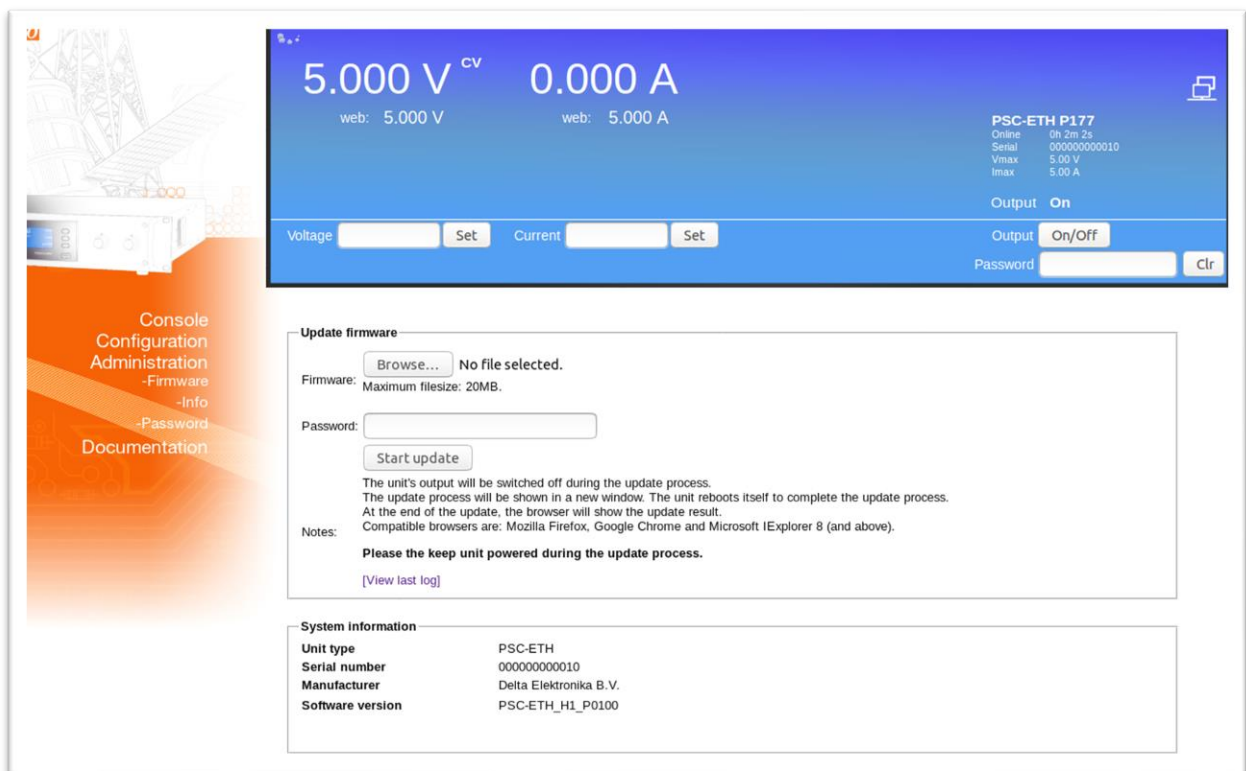 5.000 V CV 0.000 A
web: 5.000 V web: 5.000 A
PSC-ETH P177
Online 0h 2m 2s
Serial 000000000010
Vmax 5.00 V
Imax 5.00 A
Output On
Voltage Set Current Set Output On/Off
Password Clr
Console
Configuration
Administration
-Firmware
-Info
-Password
Documentation
Update firmware
Firmware: Browse... No file selected.
Maximum filesize: 20MB.
Password:
Start update
Notes:
The unit's output will be switched off during the update process.
The update process will be shown in a new window. The unit reboots itself to complete the update process.
At the end of the update, the browser will show the update result.
Compatible browsers are: Mozilla Firefox, Google Chrome and Microsoft IExplorer 8 (and above).
Please the keep unit powered during the update process.
[View last log]
System information
Unit type PSC-ETH
Serial number 000000000010
Manufacturer Delta Elektronika B.V.
Software version PSC-ETH_H1_P0100